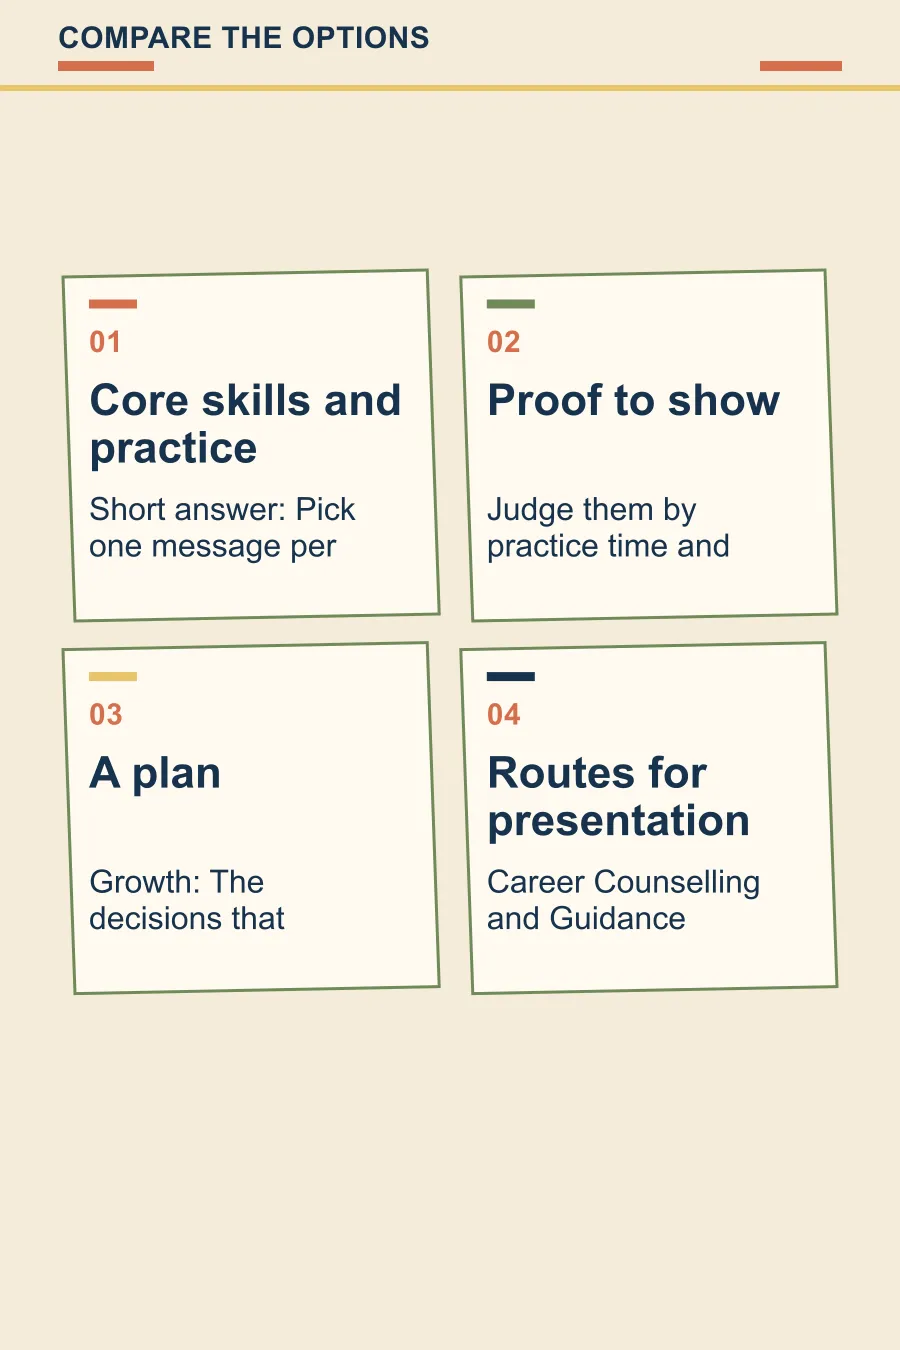 COMPARE THE OPTIONS
01
Core skills and
practice
Short answer: Pick
one message per
02
Proof to show
Judge them by
practice time and
03
A plan
Growth: The
decisions that
04
Routes for
presentation
Career Counselling
and Guidance